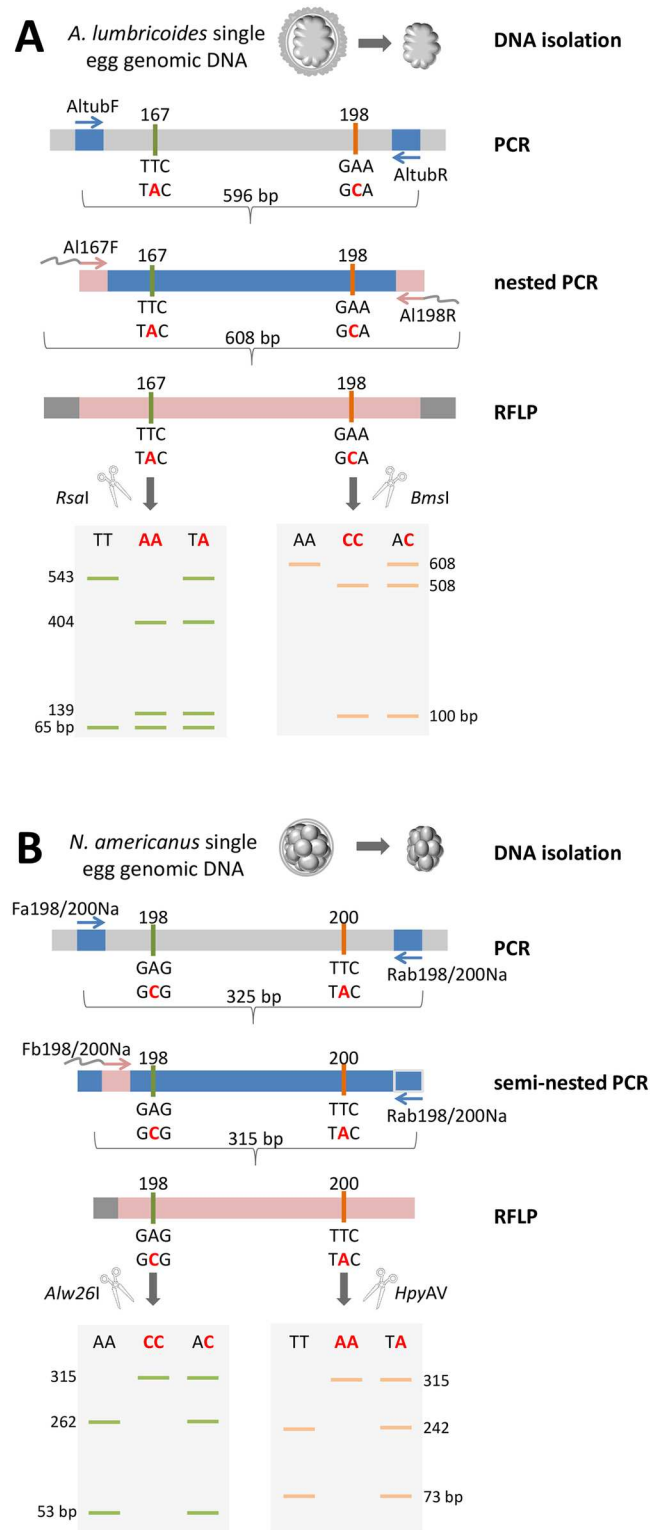 A
A. lumbricoides single
egg genomic DNA
DNA isolation
AltubF
167
198
PCR
TTC
GAA
AltubR
TAC
GCA
596 bp
Al167F
167
198
nested PCR
TTC
GAA
Al198R
TAC
GCA
608 bp
167
198
RFLP
TTC
GAA
TAC
GCA
RsaI
BmsI
TT AA TA
543
404
139
65 bp
AA CC AC
608
508
100 bp
B
N. americanus single
egg genomic DNA
DNA isolation
Fa198/200Na
198
200
PCR
GAG
TTC
Rab198/200Na
GCG
TAC
325 bp
Fb198/200Na
198
200
semi-nested PCR
GAG
TTC
Rab198/200Na
GCG
TAC
315 bp
198
200
RFLP
GAG
TTC
GCG
TAC
Alw26I
HpyAV
AA CC AC
315
262
53 bp
TT AA TA
315
242
73 bp